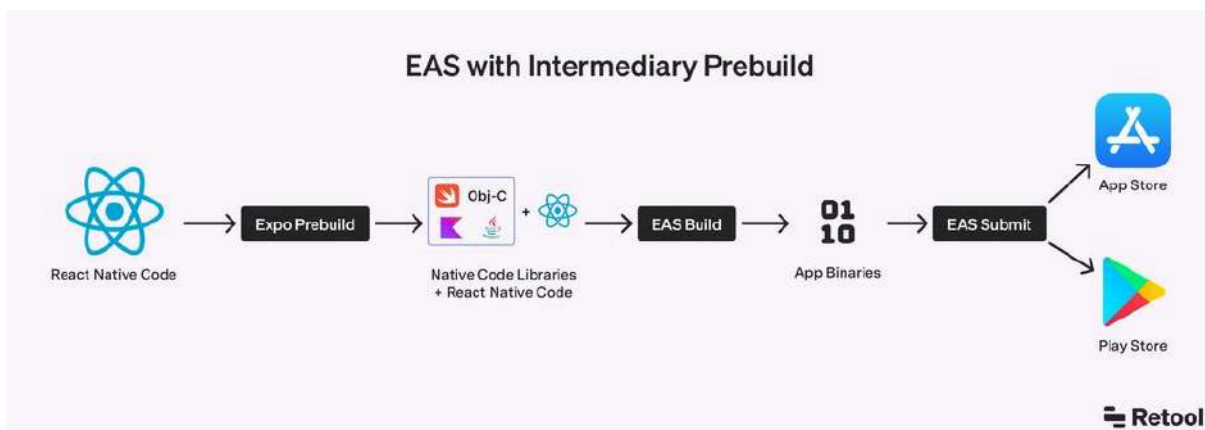 EAS with Intermediary Prebuild
React Native Code
Expo Prebuild
Obj-C
+
Native Code Libraries
+ React Native Code
EAS Build
01
10
App Binaries
EAS Submit
App Store
Play Store
Retool